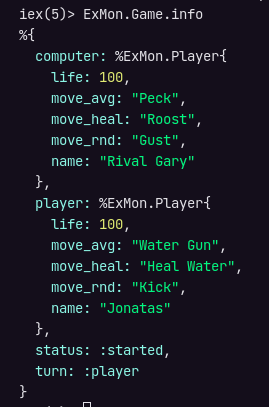 iex(5)> ExMon.Game.info
%{
  computer: %ExMon.Player{
    life: 100,
    move_avg: "Peck",
    move_heal: "Roost",
    move_rnd: "Gust",
    name: "Rival Gary"
  },
  player: %ExMon.Player{
    life: 100,
    move_avg: "Water Gun",
    move_heal: "Heal Water",
    move_rnd: "Kick",
    name: "Jonatas"
  },
  status: :started,
  turn: :player
}